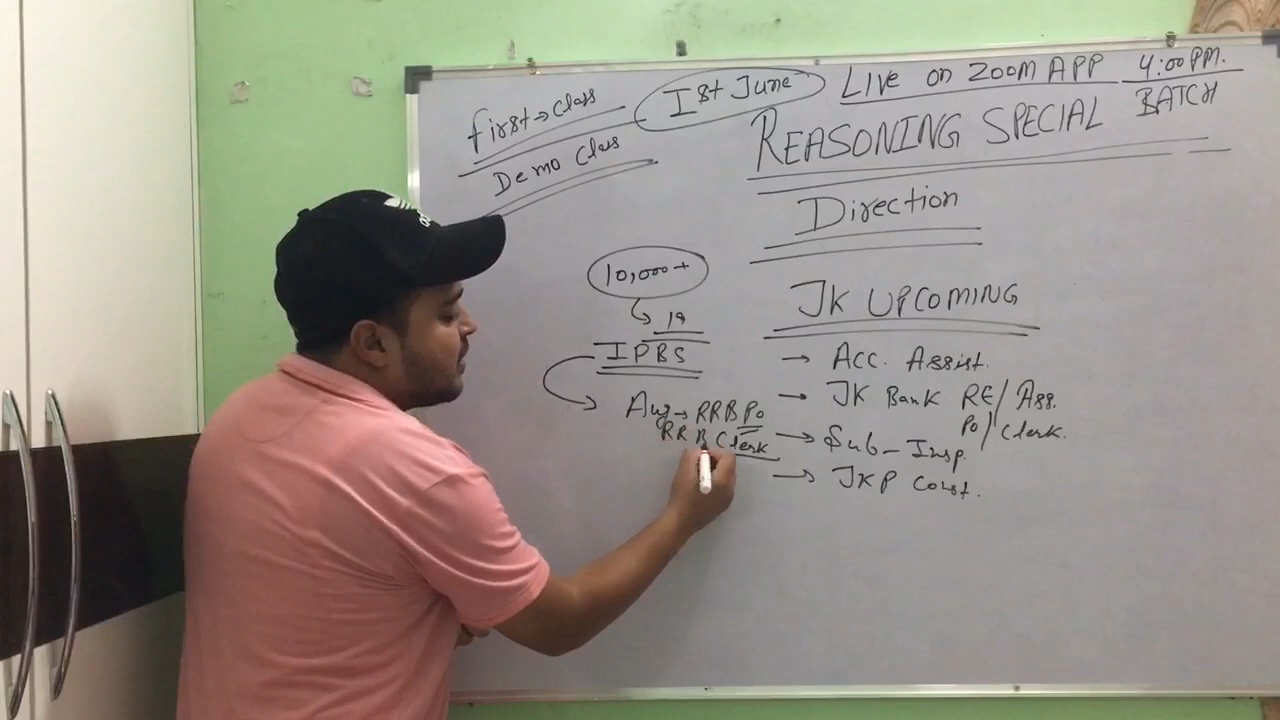 First → Class
Demo Class
Ist June
Live on ZOOM APP 4:00 PM.
REASONING SPECIAL BATCH
Direction
10,000+
19
IPBS
Aug → RRB PO
RRB Clerk
JK UPCOMING
→ Acc. Assist.
→ JK Bank RE/ Ass.
PO/ Clerk.
→ Sub-Insp.
→ JKP Const.